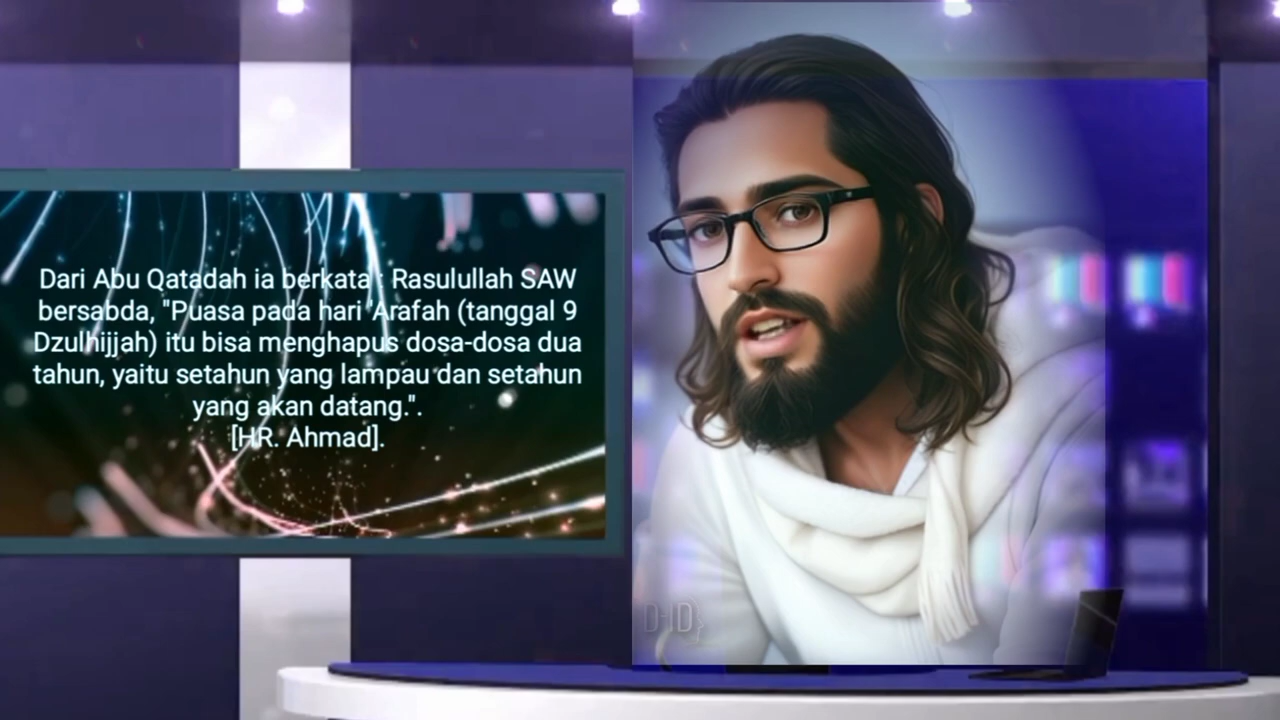 Dari Abu Qatadah ia berkata : Rasulullah SAW
bersabda, "Puasa pada hari 'Arafah (tanggal 9
Dzulhijjah) itu bisa menghapus dosa-dosa dua
tahun, yaitu setahun yang lampau dan setahun
yang akan datang.".
[HR. Ahmad].
D-ID